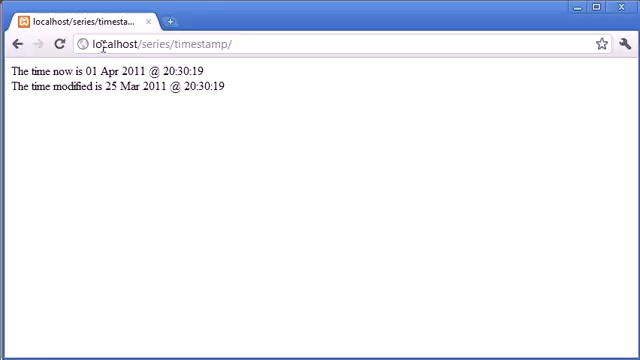 localhost/series/timesta...
localhost/series/timestamp/
The time now is 01 Apr 2011 @ 20:30:19
The time modified is 25 Mar 2011 @ 20:30:19